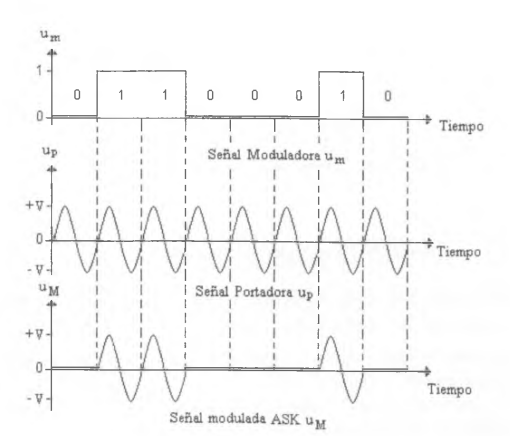 u_m
1
0 1 1 0 0 0 1 0
0
Tiempo
Señal Moduladora u_m
u_p
+V
0
Tiempo
-V
Señal Portadora u_p
u_M
+V
0
Tiempo
-V
Señal modulada ASK u_M